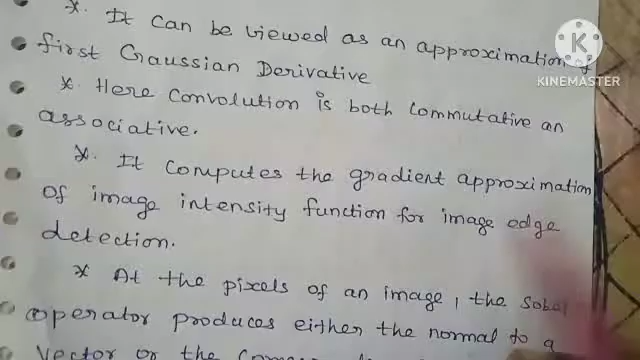 *. It can be viewed as an approximation of
first Gaussian Derivative
* Here Convolution is both commutative an
associative.
*. It computes the gradient approximation
of image intensity function for image edge
detection.
* At the pixels of an image, the Sobel
operator produces either the normal to a
vector or the
K
KINEMASTER